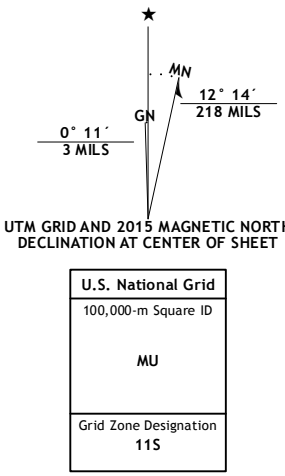 MN
12° 14´
218 MILS
GN
0° 11´
3 MILS
UTM GRID AND 2015 MAGNETIC NORTH
DECLINATION AT CENTER OF SHEET
U.S. National Grid
100,000-m Square ID
MU
Grid Zone Designation
11S